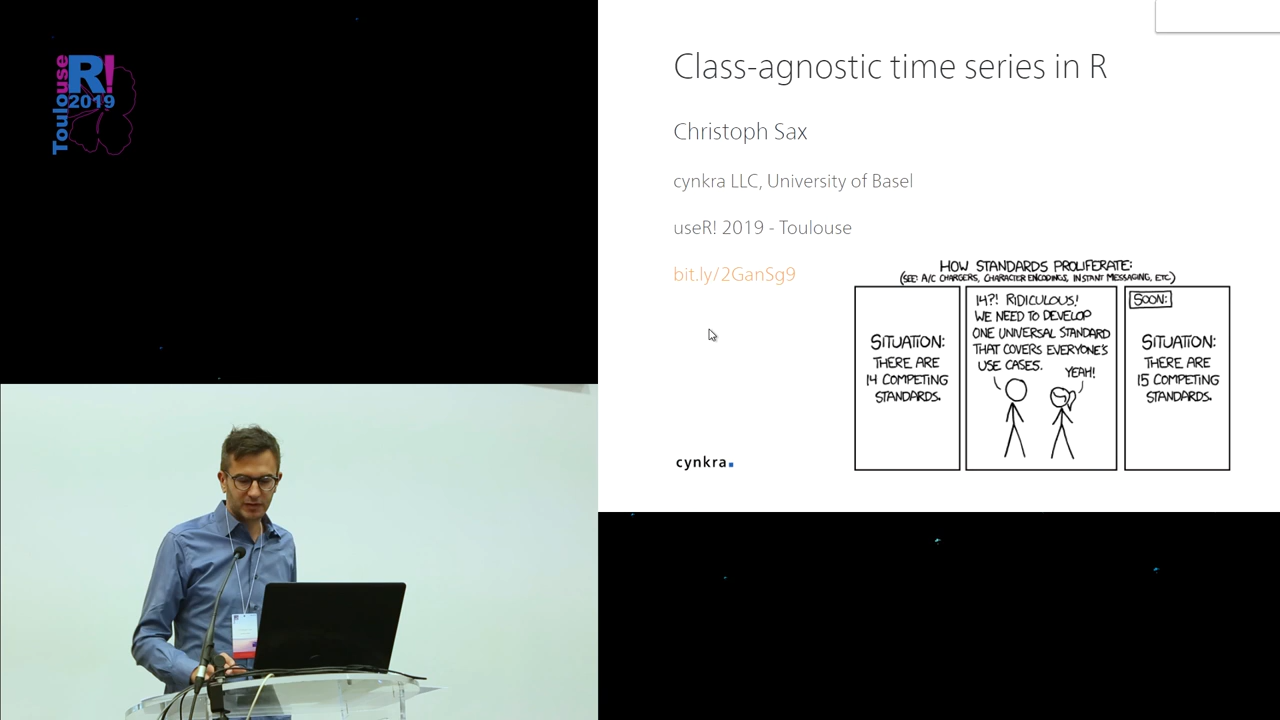 Toulouse
R!
2019
Class-agnostic time series in R
Christoph Sax
cynkra LLC, University of Basel
useR! 2019 - Toulouse
bit.ly/2GanSg9
HOW STANDARDS PROLIFERATE:
(SEE: A/C CHARGERS, CHARACTER ENCODINGS, INSTANT MESSAGING, ETC.)
SITUATION:
THERE ARE
14 COMPETING
STANDARDS.
14?! RIDICULOUS!
WE NEED TO DEVELOP
ONE UNIVERSAL STANDARD
THAT COVERS EVERYONE'S
USE CASES.
YEAH!
SOON:
SITUATION:
THERE ARE
15 COMPETING
STANDARDS.
cynkra.